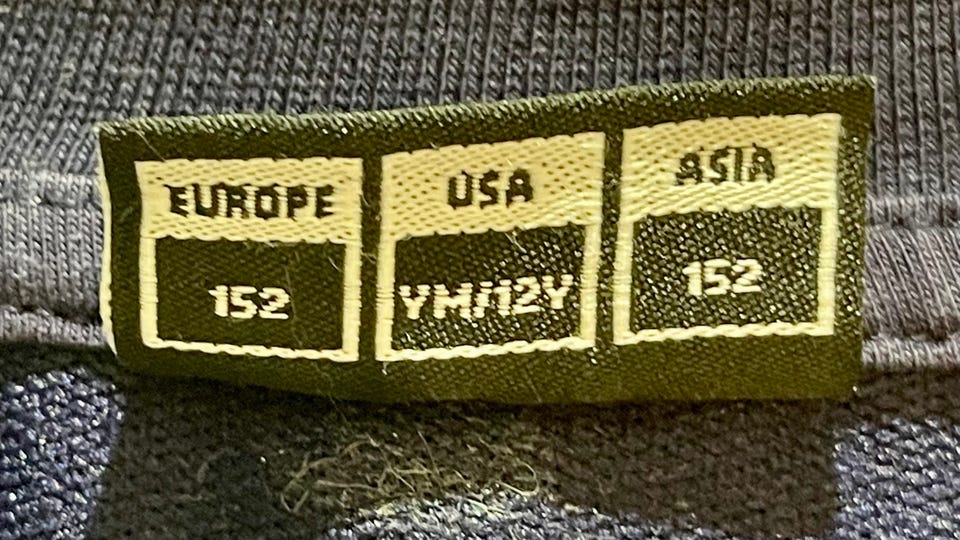 EUROPE USA ASIA
152 YM/12Y 152